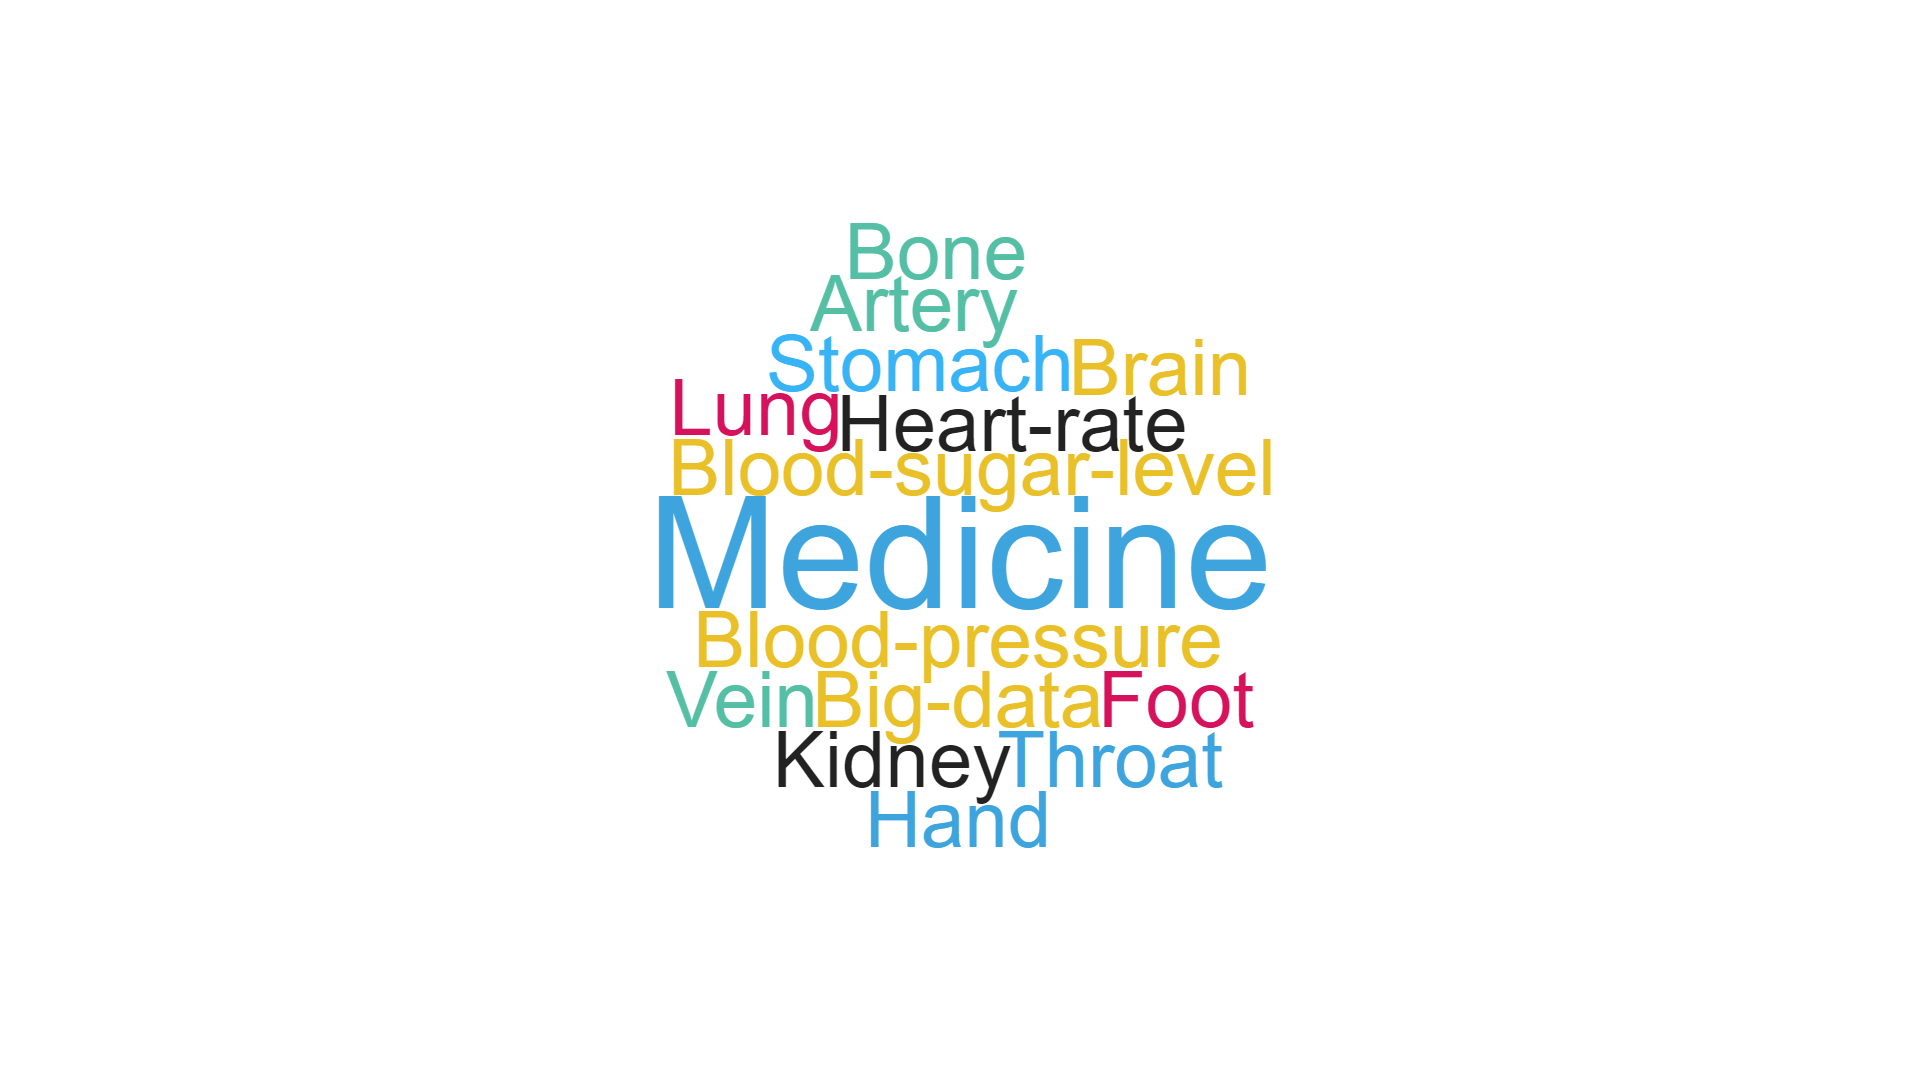 Bone
Artery
Stomach Brain
Lung Heart-rate
Blood-sugar-level
Medicine
Blood-pressure
Vein Big-data Foot
Kidney Throat
Hand